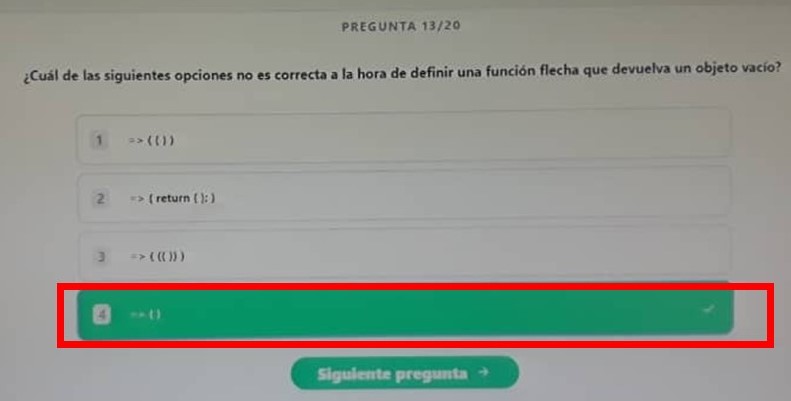 PREGUNTA 13/20
¿Cuál de las siguientes opciones no es correcta a la hora de definir una función flecha que devuelva un objeto vacío?
1 => ({})
2 => { return {}; }
3 => ( ({}) )
4 => {}
Siguiente pregunta →